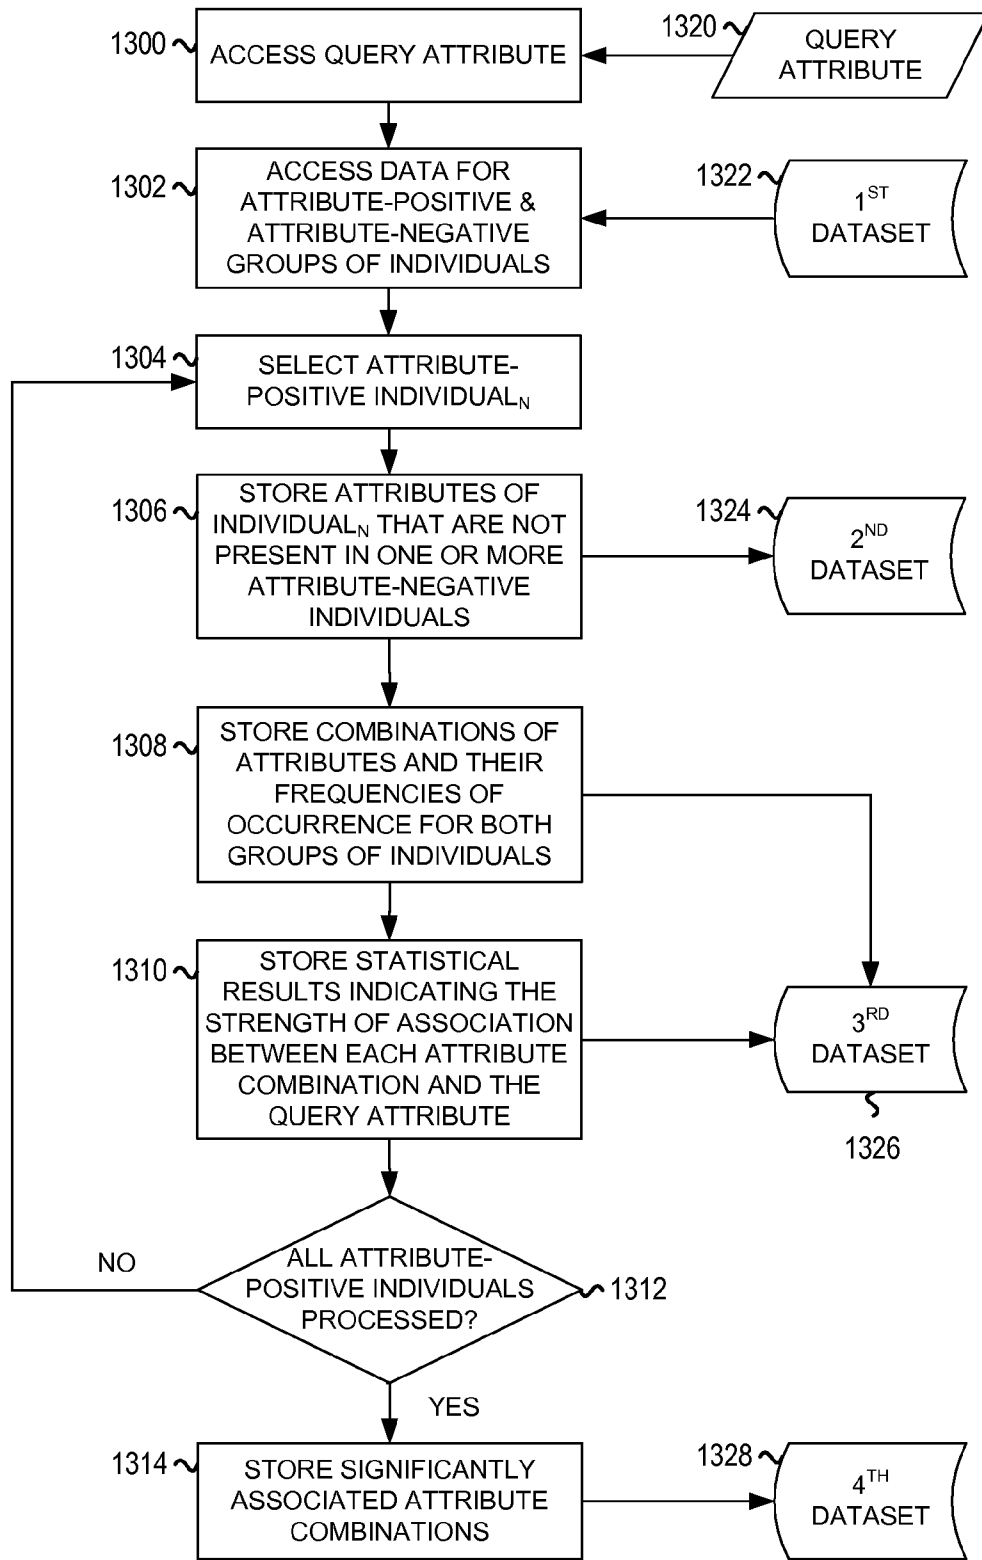 1300
ACCESS QUERY ATTRIBUTE
1320
QUERY
ATTRIBUTE
1302
ACCESS DATA FOR
ATTRIBUTE-POSITIVE &
ATTRIBUTE-NEGATIVE
GROUPS OF INDIVIDUALS
1322
1ST
DATASET
1304
SELECT ATTRIBUTE-
POSITIVE INDIVIDUALN
1306
STORE ATTRIBUTES OF
INDIVIDUALN THAT ARE NOT
PRESENT IN ONE OR MORE
ATTRIBUTE-NEGATIVE
INDIVIDUALS
1324
2ND
DATASET
1308
STORE COMBINATIONS OF
ATTRIBUTES AND THEIR
FREQUENCIES OF
OCCURRENCE FOR BOTH
GROUPS OF INDIVIDUALS
1310
STORE STATISTICAL
RESULTS INDICATING THE
STRENGTH OF ASSOCIATION
BETWEEN EACH ATTRIBUTE
COMBINATION AND THE
QUERY ATTRIBUTE
3RD
DATASET
1326
NO
ALL ATTRIBUTE-
POSITIVE INDIVIDUALS
PROCESSED?
1312
YES
1314
STORE SIGNIFICANTLY
ASSOCIATED ATTRIBUTE
COMBINATIONS
1328
4TH
DATASET